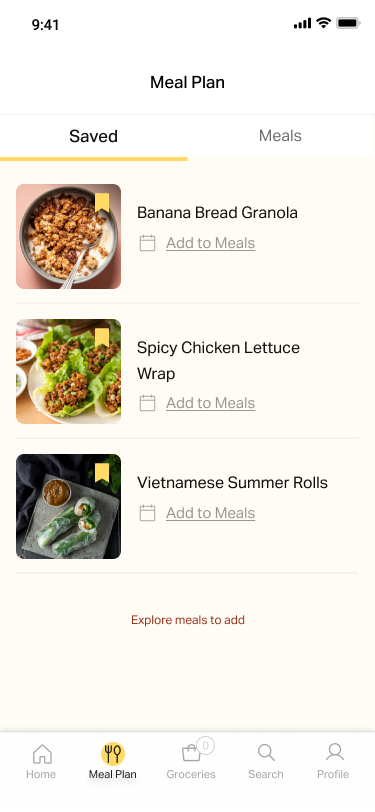 9:41
Meal Plan
Saved
Meals
Banana Bread Granola
Add to Meals
Spicy Chicken Lettuce
Wrap
Add to Meals
Vietnamese Summer Rolls
Add to Meals
Explore meals to add
0
Home
Meal Plan
Groceries
Search
Profile